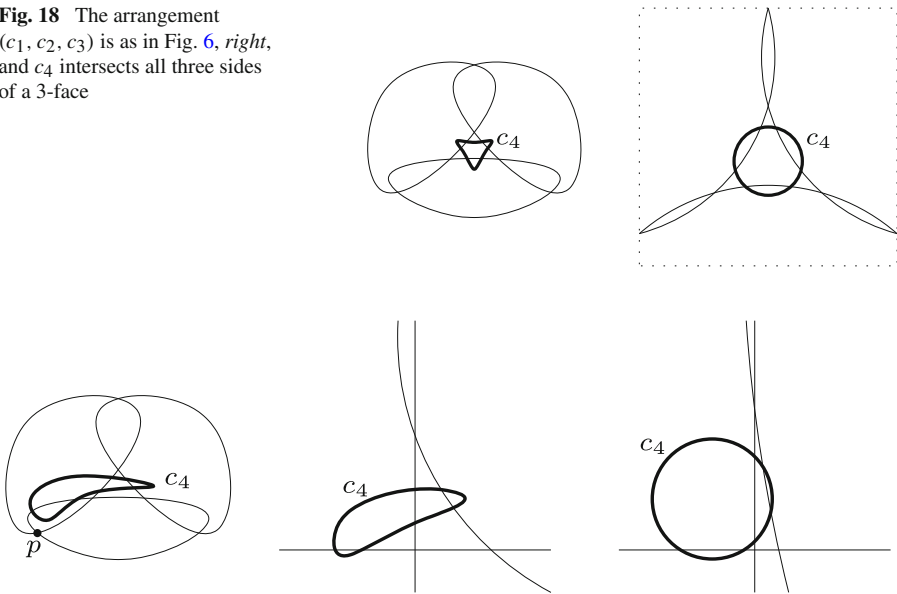 Fig. 18 The arrangement
(c1, c2, c3) is as in Fig. 6, right,
and c4 intersects all three sides
of a 3-face
c4
c4
c4
p
c4
c4